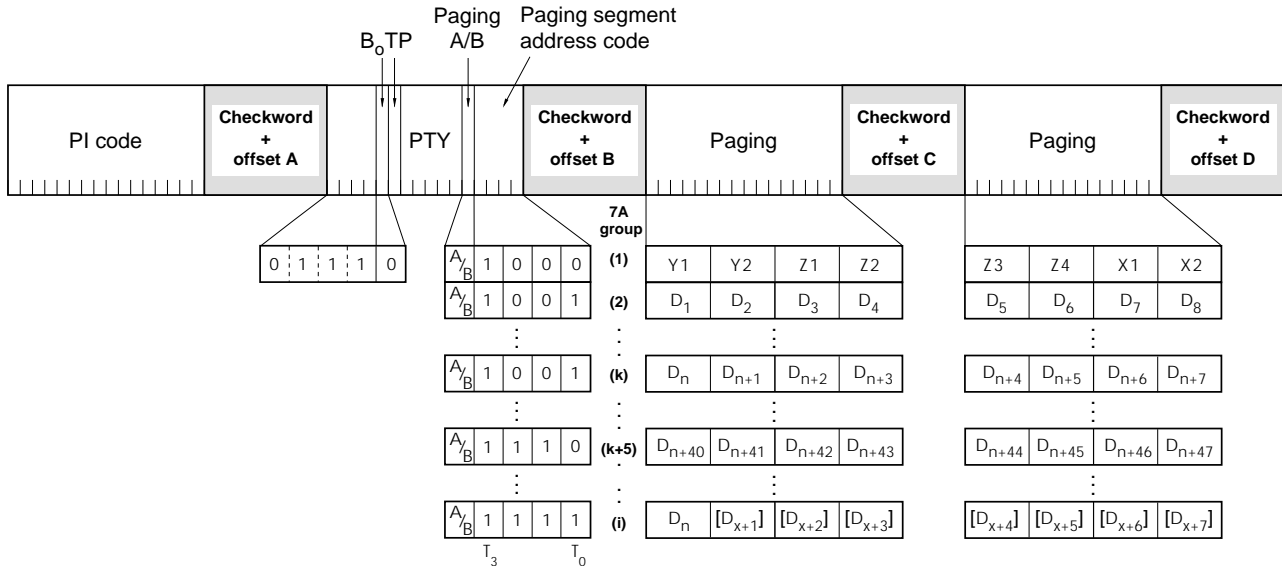 Paging Paging segment
BoTP A/B address code
PI code Checkword + offset A PTY Checkword + offset B Paging Checkword + offset C Paging Checkword + offset D
7A group
0 1 1 1 0 A/B 1 0 0 0 (1) Y1 Y2 Z1 Z2 Z3 Z4 X1 X2
A/B 1 0 0 1 (2) D1 D2 D3 D4 D5 D6 D7 D8
A/B 1 0 0 1 (k) Dn Dn+1 Dn+2 Dn+3 Dn+4 Dn+5 Dn+6 Dn+7
A/B 1 1 1 0 (k+5) Dn+40 Dn+41 Dn+42 Dn+43 Dn+44 Dn+45 Dn+46 Dn+47
A/B 1 1 1 1 (i) Dn [Dx+1] [Dx+2] [Dx+3] [Dx+4] [Dx+5] [Dx+6] [Dx+7]
T3 T0